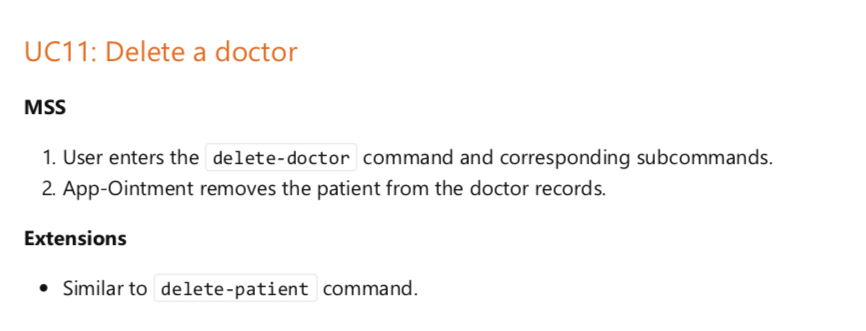 UC11: Delete a doctor
MSS
1. User enters the delete-doctor command and corresponding subcommands.
2. App-Ointment removes the patient from the doctor records.
Extensions
• Similar to delete-patient command.